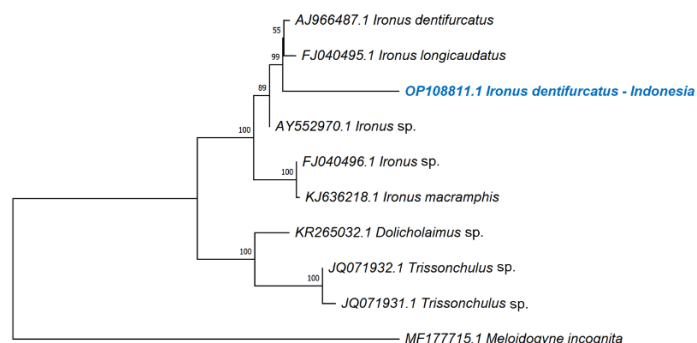 AJ966487.1 Ironus dentifurcatus
55
FJ040495.1 Ironus longicaudatus
99
OP108811.1 Ironus dentifurcatus - Indonesia
89
AY552970.1 Ironus sp.
100
FJ040496.1 Ironus sp.
100
KJ636218.1 Ironus macramphis
KR265032.1 Dolicholaimus sp.
100
JQ071932.1 Trissonchulus sp.
100
JQ071931.1 Trissonchulus sp.
MF177715.1 Meloidogyne incognita